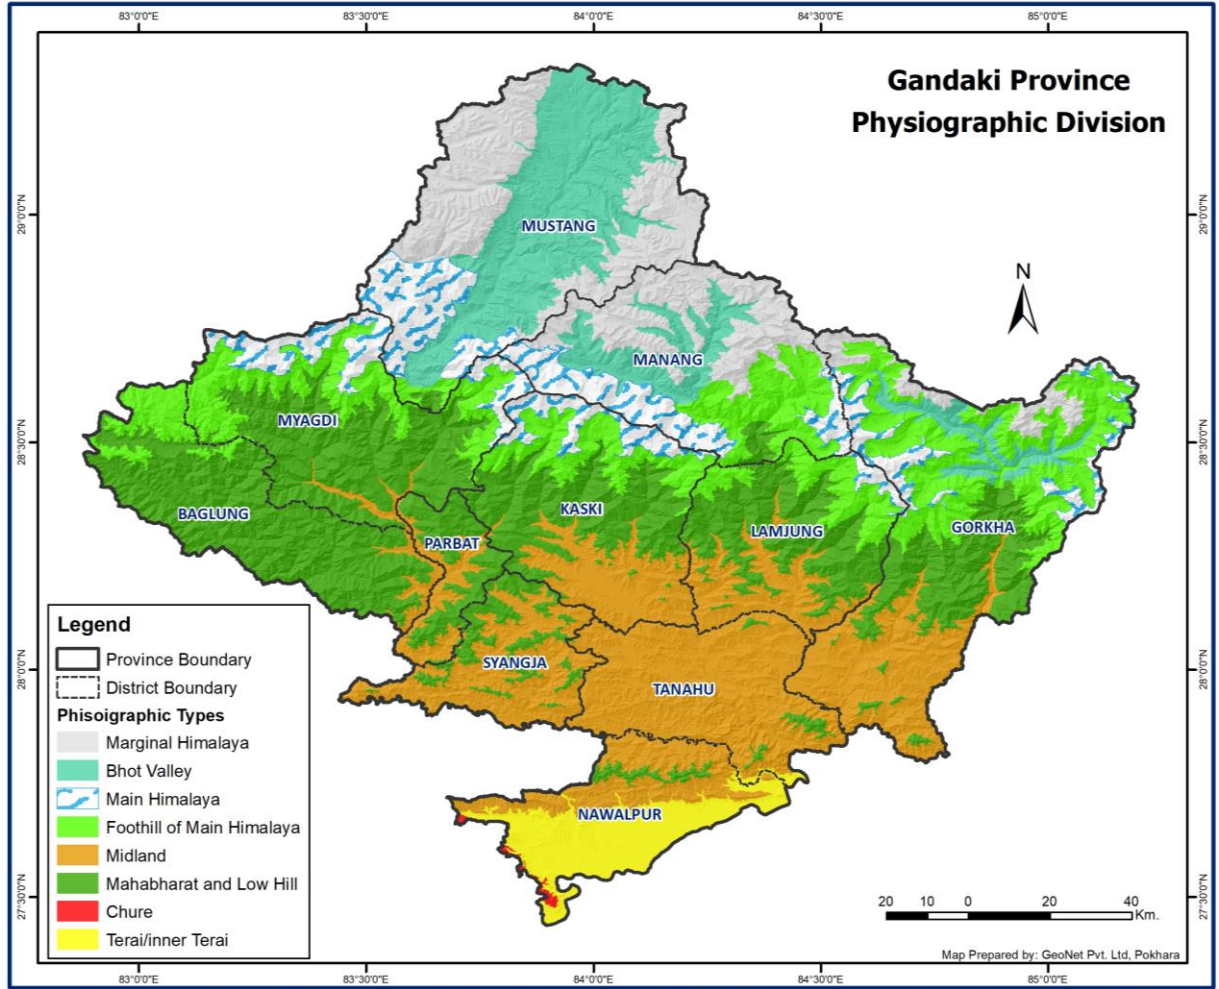 83°0'0"E
83°30'0"E
84°0'0"E
84°30'0"E
85°0'0"E
Gandaki Province
Physiographic Division
29°0'0"N
29°0'0"N
MUSTANG
N
MANANG
MYAGDI
28°30'0"N
28°30'0"N
BAGLUNG
KASKI
LAMJUNG
GORKHA
PARBAT
SYANGJA
TANAHU
28°0'0"N
28°0'0"N
NAWALPUR
Legend
Province Boundary
District Boundary
Phisoigraphic Types
Marginal Himalaya
Bhot Valley
Main Himalaya
Foothill of Main Himalaya
Midland
Mahabharat and Low Hill
Chure
Terai/inner Terai
27°30'0"N
27°30'0"N
20 10 0 20 40
Km.
Map Prepared by: GeoNet Pvt. Ltd, Pokhara
83°0'0"E
83°30'0"E
84°0'0"E
84°30'0"E
85°0'0"E